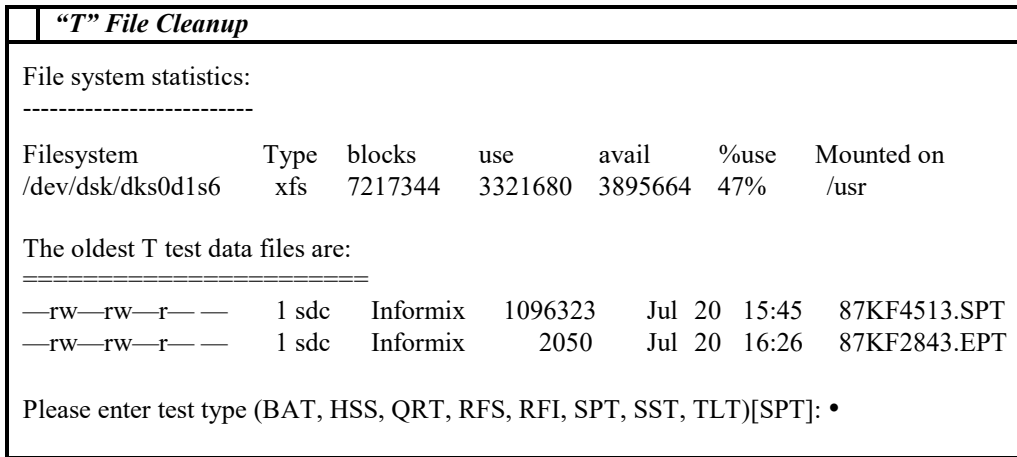 “T” File Cleanup
File system statistics:
--------------------------
Filesystem Type blocks use avail %use Mounted on
/dev/dsk/dks0d1s6 xfs 7217344 3321680 3895664 47% /usr
The oldest T test data files are:
=======================
—rw—rw—r— — 1 sdc Informix 1096323 Jul 20 15:45 87KF4513.SPT
—rw—rw—r— — 1 sdc Informix 2050 Jul 20 16:26 87KF2843.EPT
Please enter test type (BAT, HSS, QRT, RFS, RFI, SPT, SST, TLT)[SPT]: •